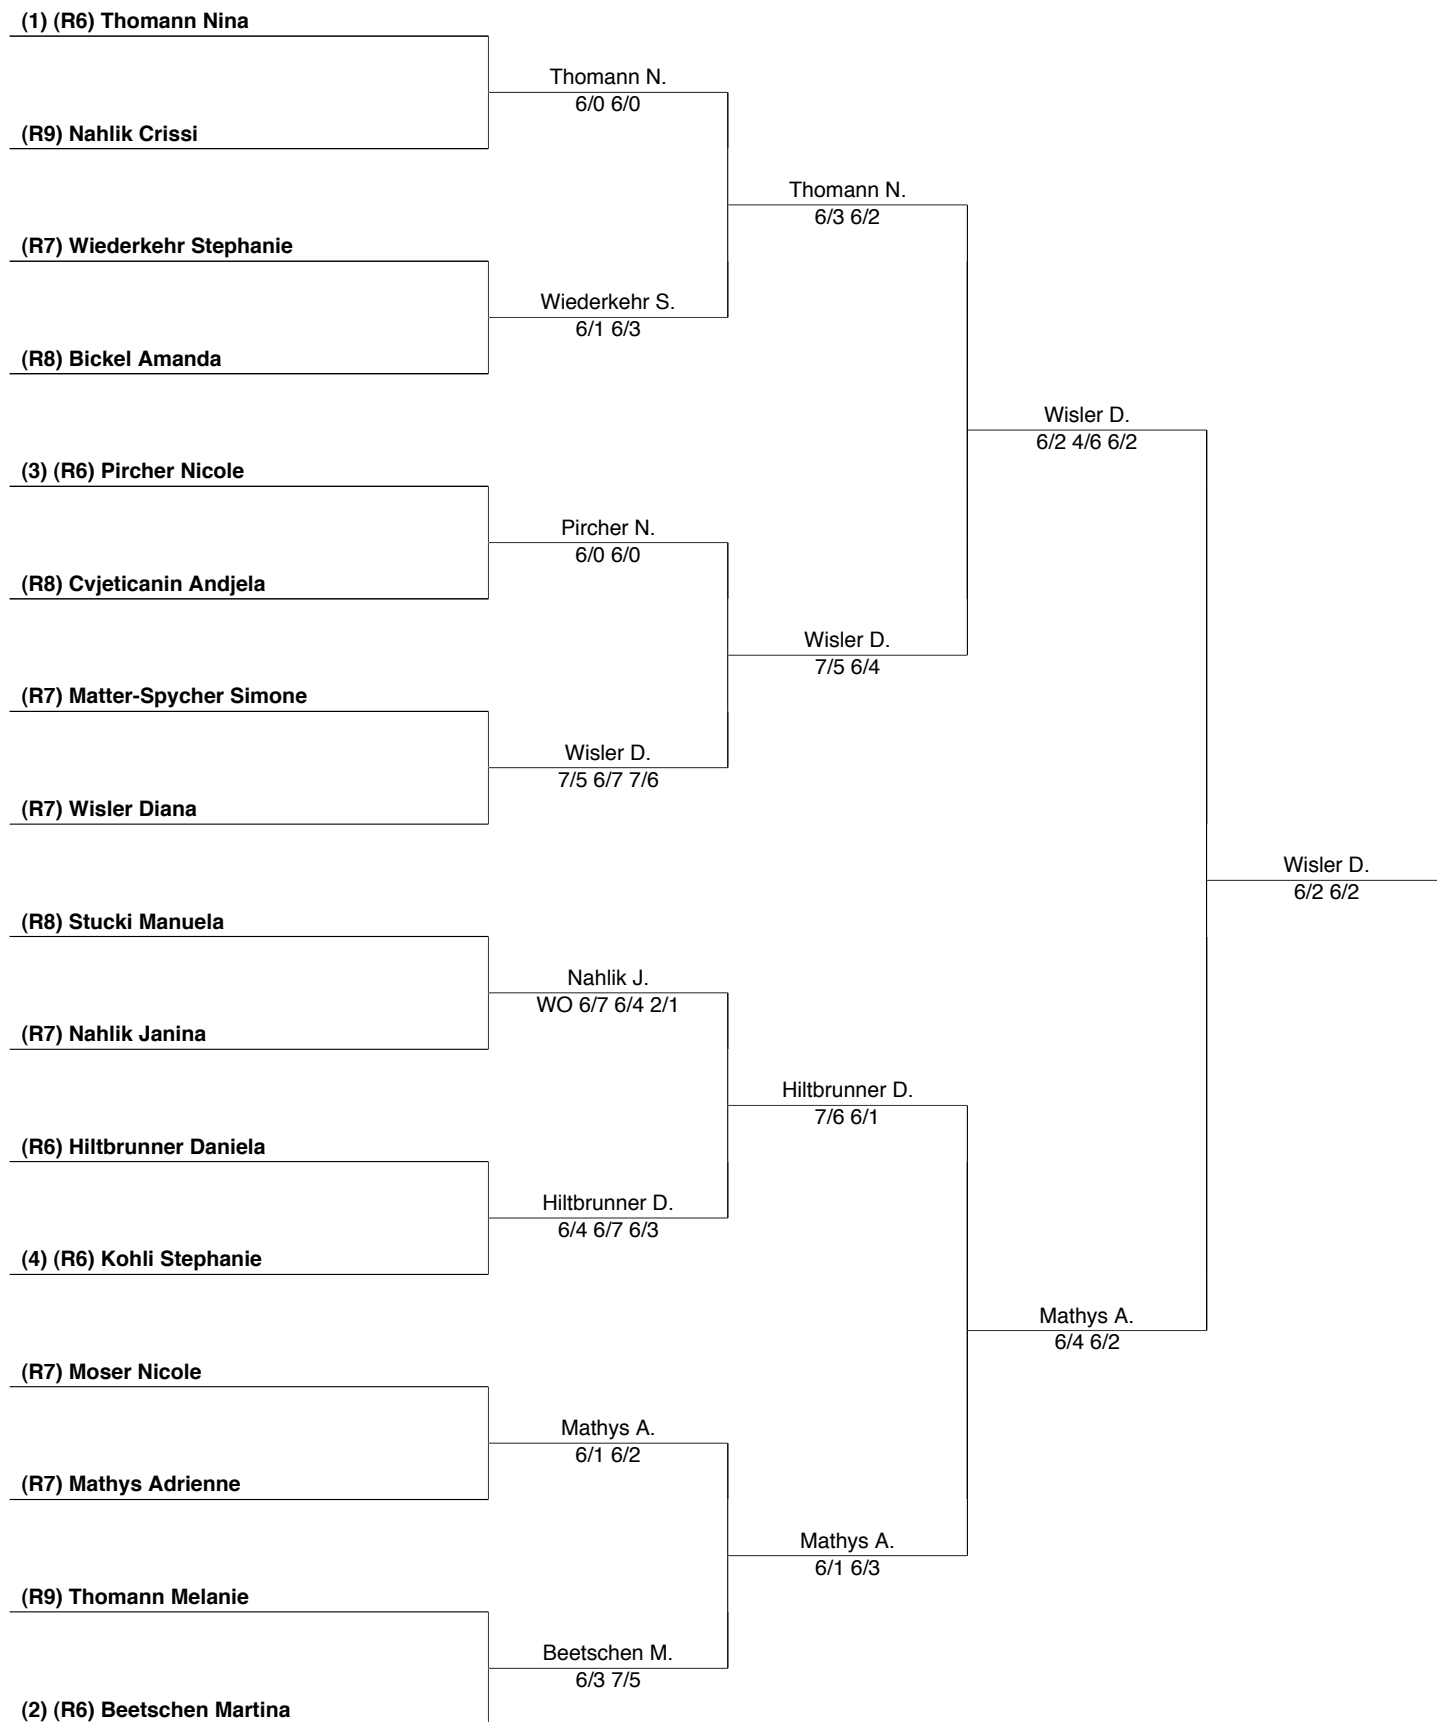 (1) (R6) Thomann Nina
Thomann N.
6/0 6/0
(R9) Nahlik Crissi
Thomann N.
6/3 6/2
(R7) Wiederkehr Stephanie
Wiederkehr S.
6/1 6/3
(R8) Bickel Amanda
Wisler D.
6/2 4/6 6/2
(3) (R6) Pircher Nicole
Pircher N.
6/0 6/0
(R8) Cvjeticanin Andjela
Wisler D.
7/5 6/4
(R7) Matter-Spycher Simone
Wisler D.
7/5 6/7 7/6
(R7) Wisler Diana
Wisler D.
6/2 6/2
(R8) Stucki Manuela
Nahlik J.
WO 6/7 6/4 2/1
(R7) Nahlik Janina
Hiltbrunner D.
7/6 6/1
(R6) Hiltbrunner Daniela
Hiltbrunner D.
6/4 6/7 6/3
(4) (R6) Kohli Stephanie
Mathys A.
6/4 6/2
(R7) Moser Nicole
Mathys A.
6/1 6/2
(R7) Mathys Adrienne
Mathys A.
6/1 6/3
(R9) Thomann Melanie
Beetschen M.
6/3 7/5
(2) (R6) Beetschen Martina